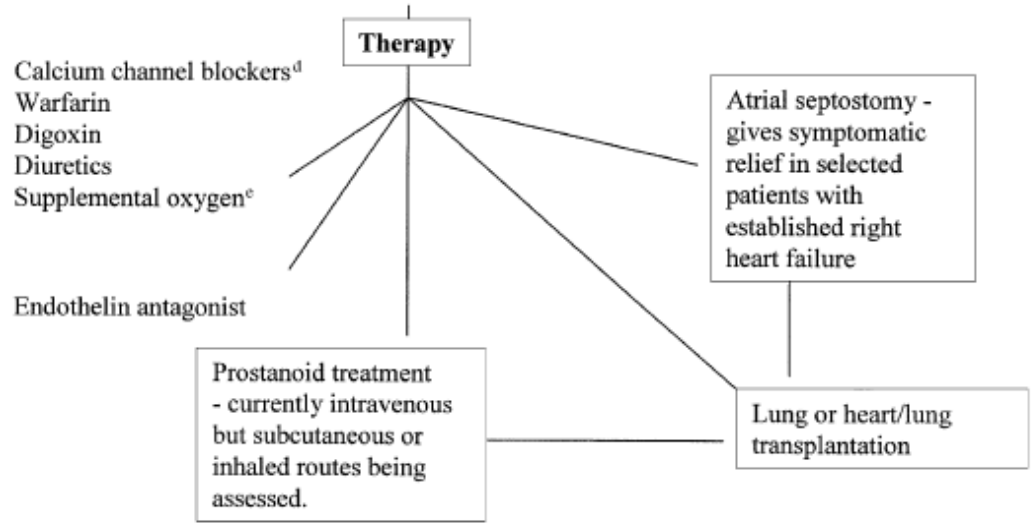 Therapy
Calcium channel blockersᵈ
Warfarin
Digoxin
Diuretics
Supplemental oxygenᵉ
Endothelin antagonist
Atrial septostomy -
gives symptomatic
relief in selected
patients with
established right
heart failure
Prostanoid treatment
- currently intravenous
but subcutaneous or
inhaled routes being
assessed.
Lung or heart/lung
transplantation